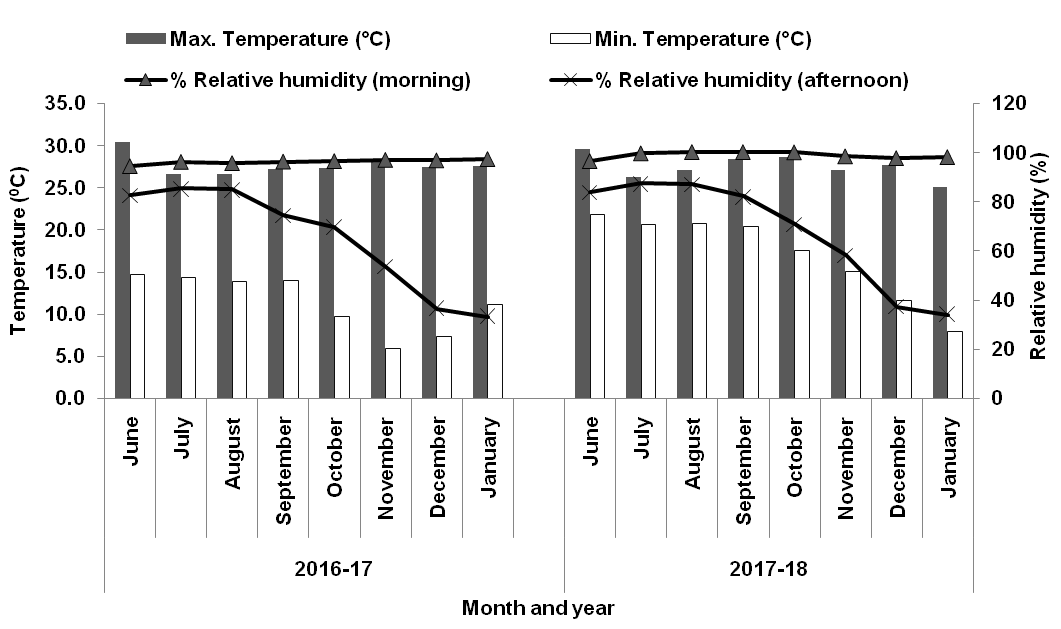 Max. Temperature (°C) Min. Temperature (°C)
% Relative humidity (morning) % Relative humidity (afternoon)
35.0
30.0
25.0
20.0
15.0
10.0
5.0
0.0
Temperature (⁰C)
120
100
80
60
40
20
0
Relative humidity (%)
June
July
August
September
October
November
December
January
June
July
August
September
October
November
December
January
2016-17 2017-18
Month and year